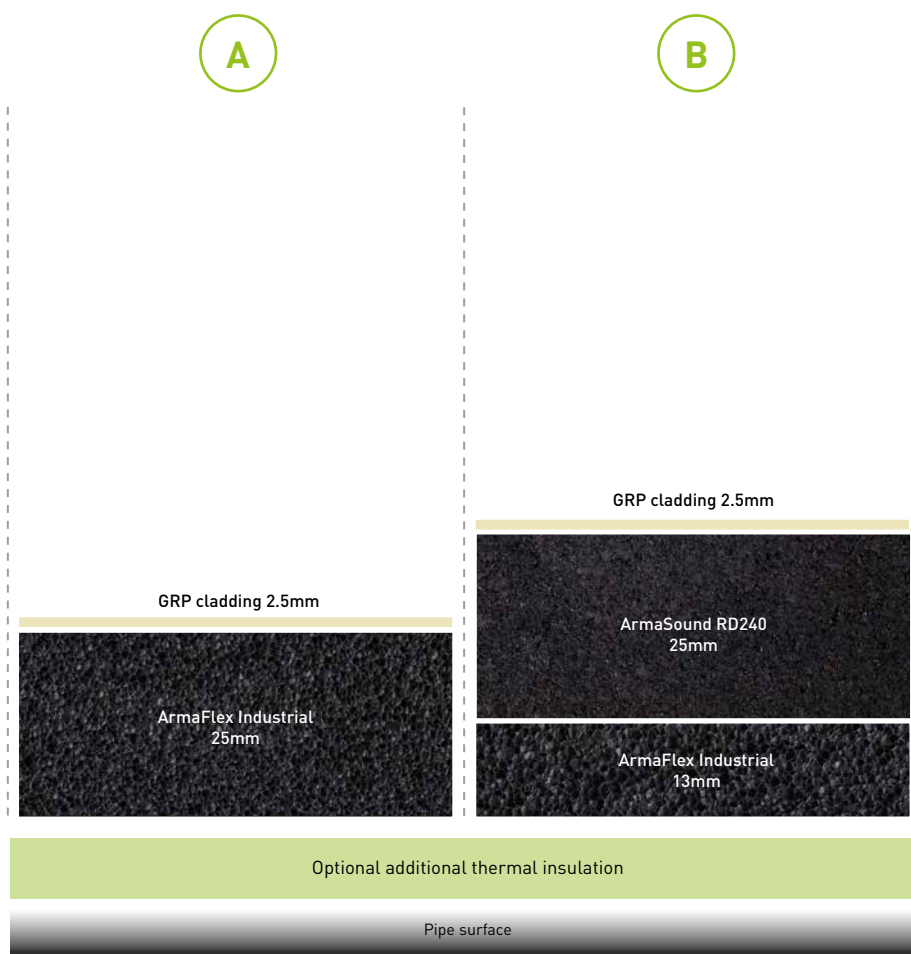 A
B
GRP cladding 2.5mm
ArmaFlex Industrial
25mm
GRP cladding 2.5mm
ArmaSound RD240
25mm
ArmaFlex Industrial
13mm
Optional additional thermal insulation
Pipe surface